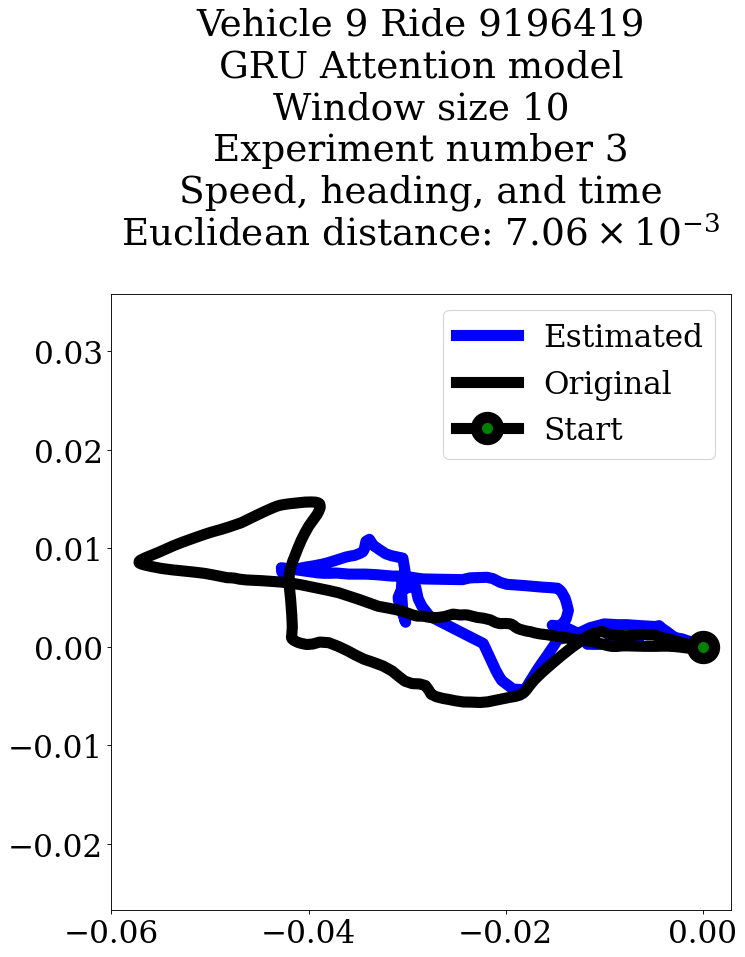 Vehicle 9 Ride 9196419
GRU Attention model
Window size 10
Experiment number 3
Speed, heading, and time
Euclidean distance: 7.06 × 10⁻³
Estimated
Original
Start
0.03
0.02
0.01
0.00
−0.01
−0.02
−0.06 −0.04 −0.02 0.00